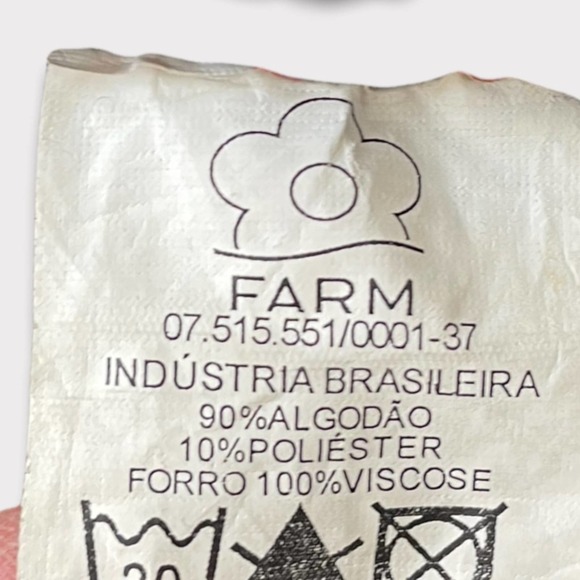 FARM
07.515.551/0001-37
INDÚSTRIA BRASILEIRA
90%ALGODÃO
10%POLIÉSTER
FORRO 100%VISCOSE